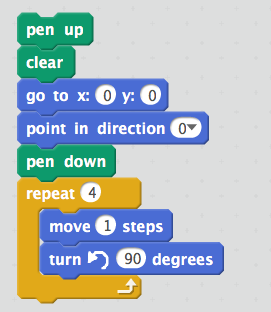 pen up
clear
go to x: 0 y: 0
point in direction 0
pen down
repeat 4
move 1 steps
turn 90 degrees